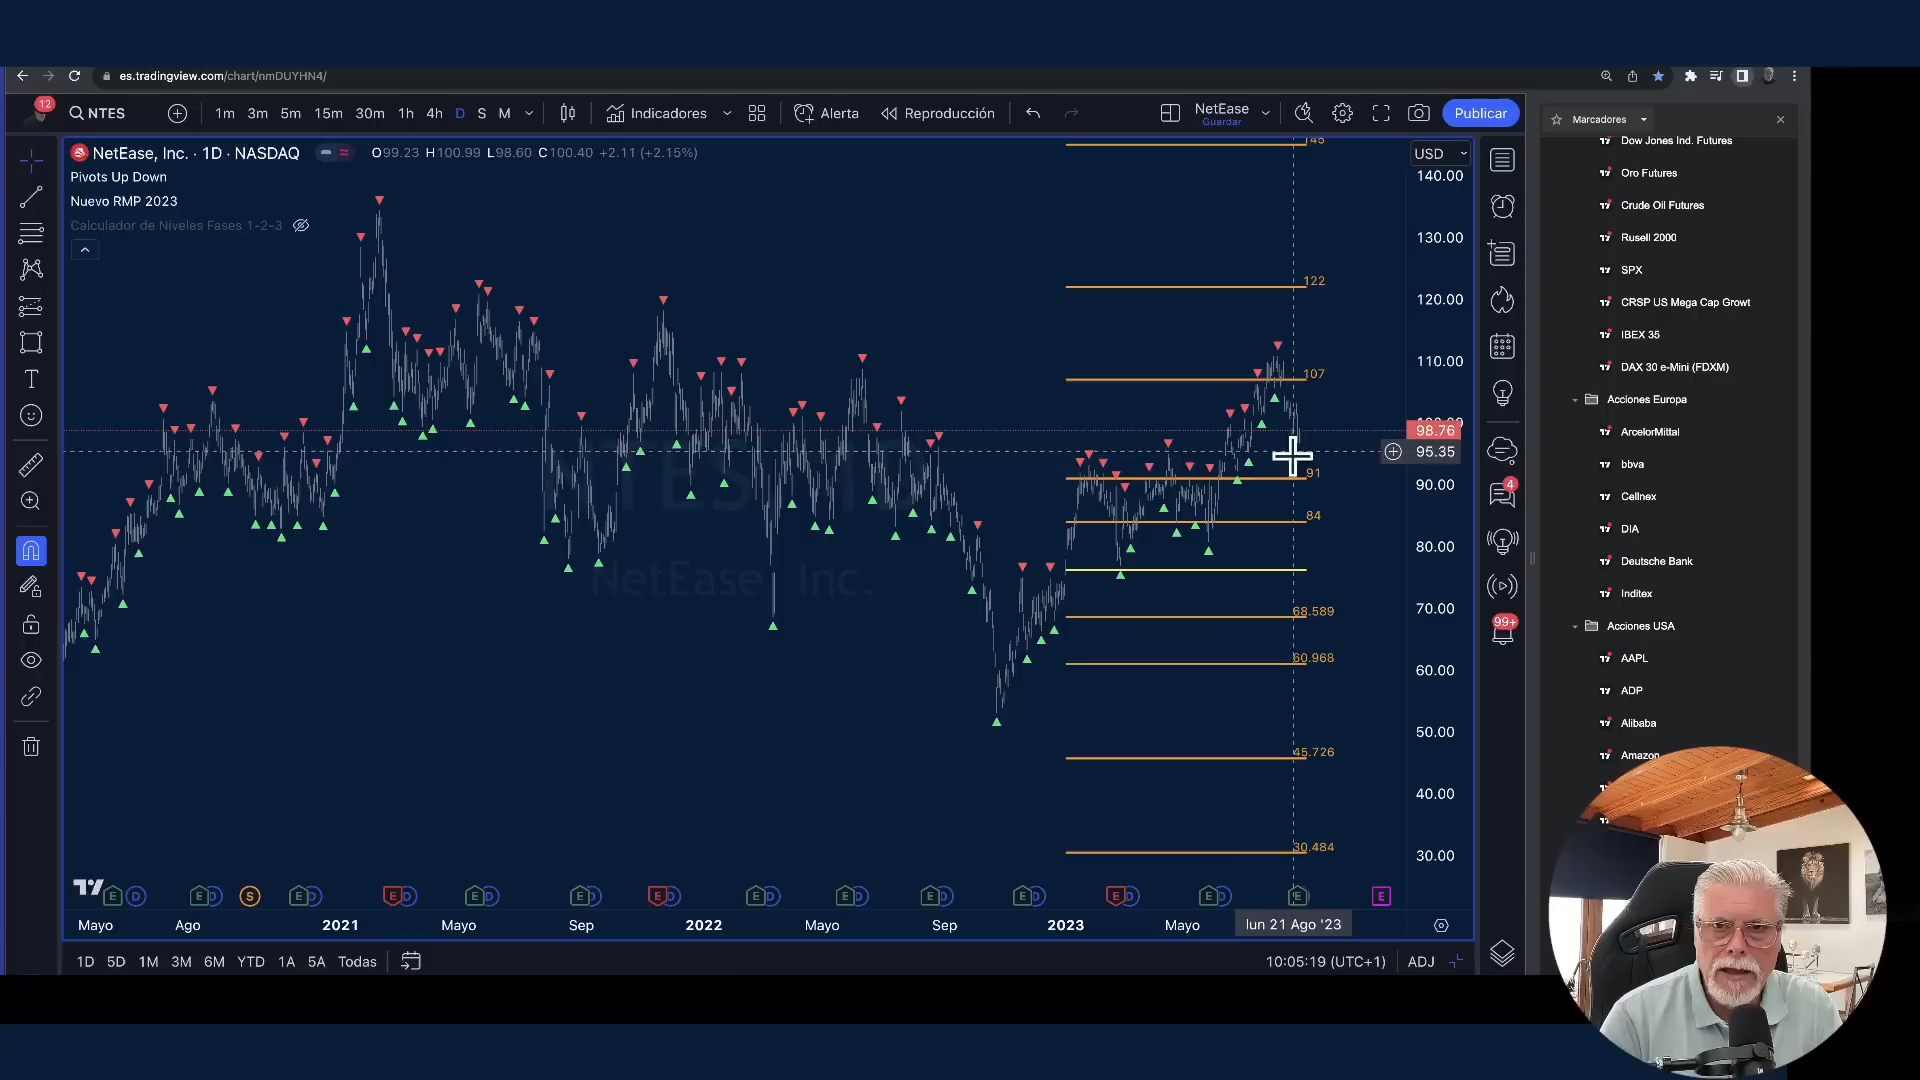 es.tradingview.com/chart/nmDUYHN4/
12
NTES
1m 3m 5m 15m 30m 1h 4h D S M
Indicadores
Alerta
Reproducción
NetEase
Guardar
Publicar
NetEase, Inc. · 1D · NASDAQ
O99.23 H100.99 L98.60 C100.40 +2.11 (+2.15%)
Pivots Up Down
Nuevo RMP 2023
Calculador de Niveles Fases 1-2-3
USD
140.00
130.00
120.00
110.00
98.76
95.35
90.00
80.00
70.00
60.00
50.00
40.00
30.00
122
107
91
84
68.589
60.968
45.726
30.484
NetEase, Inc.
E D E D S E D E D E D E D E D E D E D E D E D E D E D E E
Mayo Ago 2021 Mayo Sep 2022 Mayo Sep 2023 Mayo lun 21 Ago '23
1D 5D 1M 3M 6M YTD 1A 5A Todas
10:05:19 (UTC+1) ADJ
4
99+
Marcadores
Dow Jones Ind. Futures
Oro Futures
Crude Oil Futures
Rusell 2000
SPX
CRSP US Mega Cap Growt
IBEX 35
DAX 30 e-Mini (FDXM)
Acciones Europa
ArcelorMittal
bbva
Cellnex
DIA
Deutsche Bank
Inditex
Acciones USA
AAPL
ADP
Alibaba
Amazon